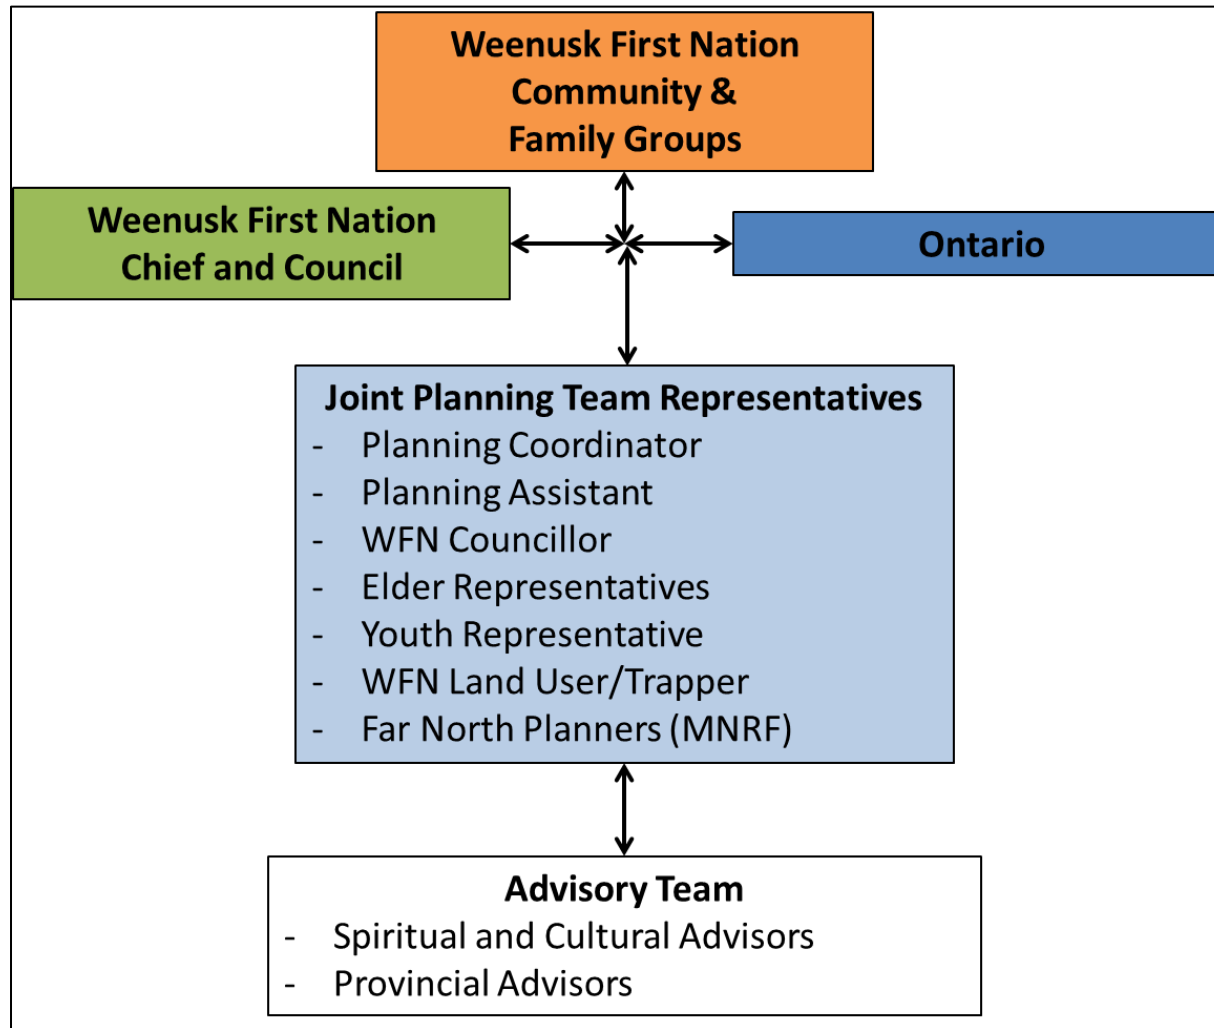 Weenusk First Nation
Community &
Family Groups
Weenusk First Nation
Chief and Council
Ontario
Joint Planning Team Representatives
- Planning Coordinator
- Planning Assistant
- WFN Councillor
- Elder Representatives
- Youth Representative
- WFN Land User/Trapper
- Far North Planners (MNRF)
Advisory Team
- Spiritual and Cultural Advisors
- Provincial Advisors